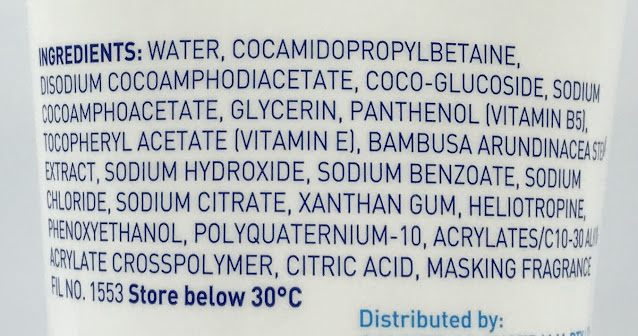 INGREDIENTS: WATER, COCAMIDOPROPYLBETAINE,
DISODIUM COCOAMPHODIACETATE, COCO-GLUCOSIDE, SODIUM
COCOAMPHOACETATE, GLYCERIN, PANTHENOL (VITAMIN B5),
TOCOPHERYL ACETATE (VITAMIN E), BAMBUSA ARUNDINACEA
EXTRACT, SODIUM HYDROXIDE, SODIUM BENZOATE, SODIUM
CHLORIDE, SODIUM CITRATE, XANTHAN GUM, HELIOTROPINE,
PHENOXYETHANOL, POLYQUATERNIUM-10, ACRYLATES/C10-30
ACRYLATE CROSSPOLYMER, CITRIC ACID, MASKING FRAGRANCE
FIL NO. 1553 Store below 30°C
Distributed by: